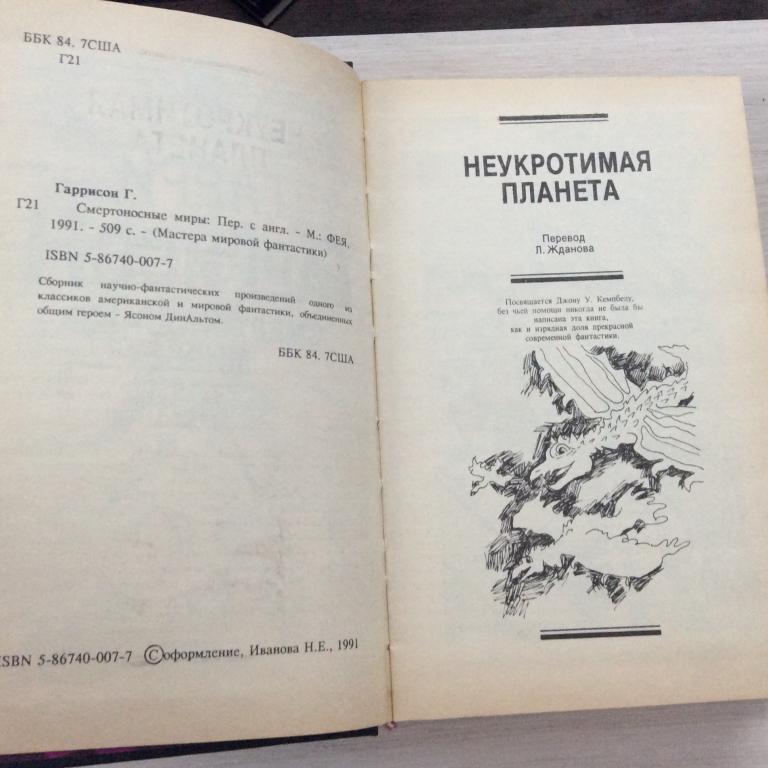 ББК 84. 7США
Г21
Гаррисон Г.
Г21 Смертоносные миры: Пер. с англ. - М.: ФЕЯ,
1991. - 509 с. - (Мастера мировой фантастики)
ISBN 5-86740-007-7
Сборник научно-фантастических произведений одного из
классиков американской и мировой фантастики, объединенных
общим героем - Ясоном ДинАльтом.
ББК 84. 7США
ISBN 5-86740-007-7 ©оформление, Иванова Н.Е., 1991
НЕУКРОТИМАЯ
ПЛАНЕТА
Перевод
Л. Жданова
Посвящается Джону У. Кемпбелу,
без чьей помощи никогда не была бы
написана эта книга,
как и изрядная доля прекрасной
современной фантастики.